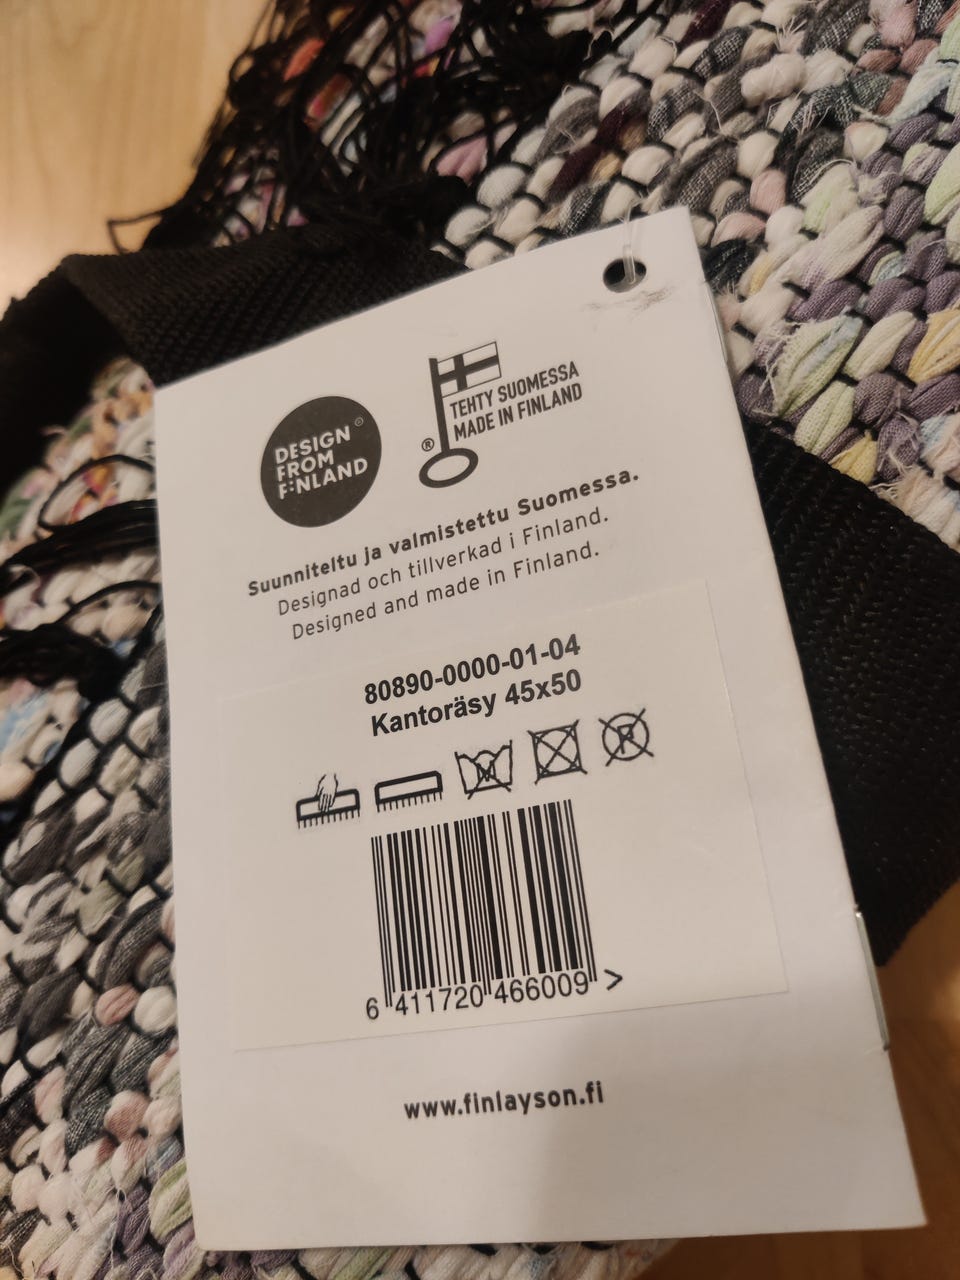 DESIGN
FROM
FINLAND
TEHTY SUOMESSA
MADE IN FINLAND
®
Suunniteltu ja valmistettu Suomessa.
Designad och tillverkad i Finland.
Designed and made in Finland.
80890-0000-01-04
Kantoräsy 45x50
M
P
6 411720 466009 >
www.finlayson.fi